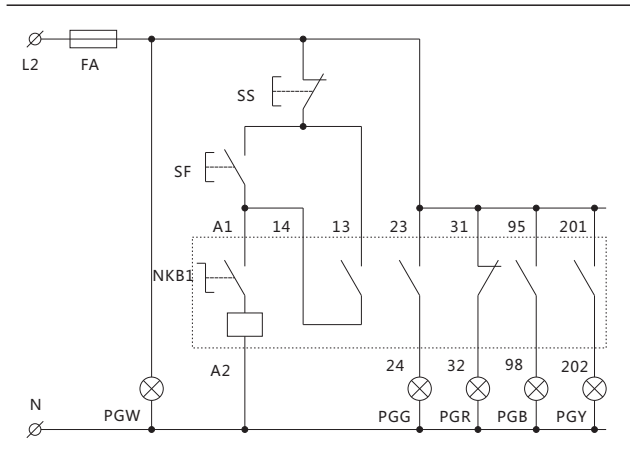 L2 FA
SS
SF
A1 14 13 23 31 95 201
NKB1
A2 24 32 98 202
N
PGW PGG PGR PGB PGY